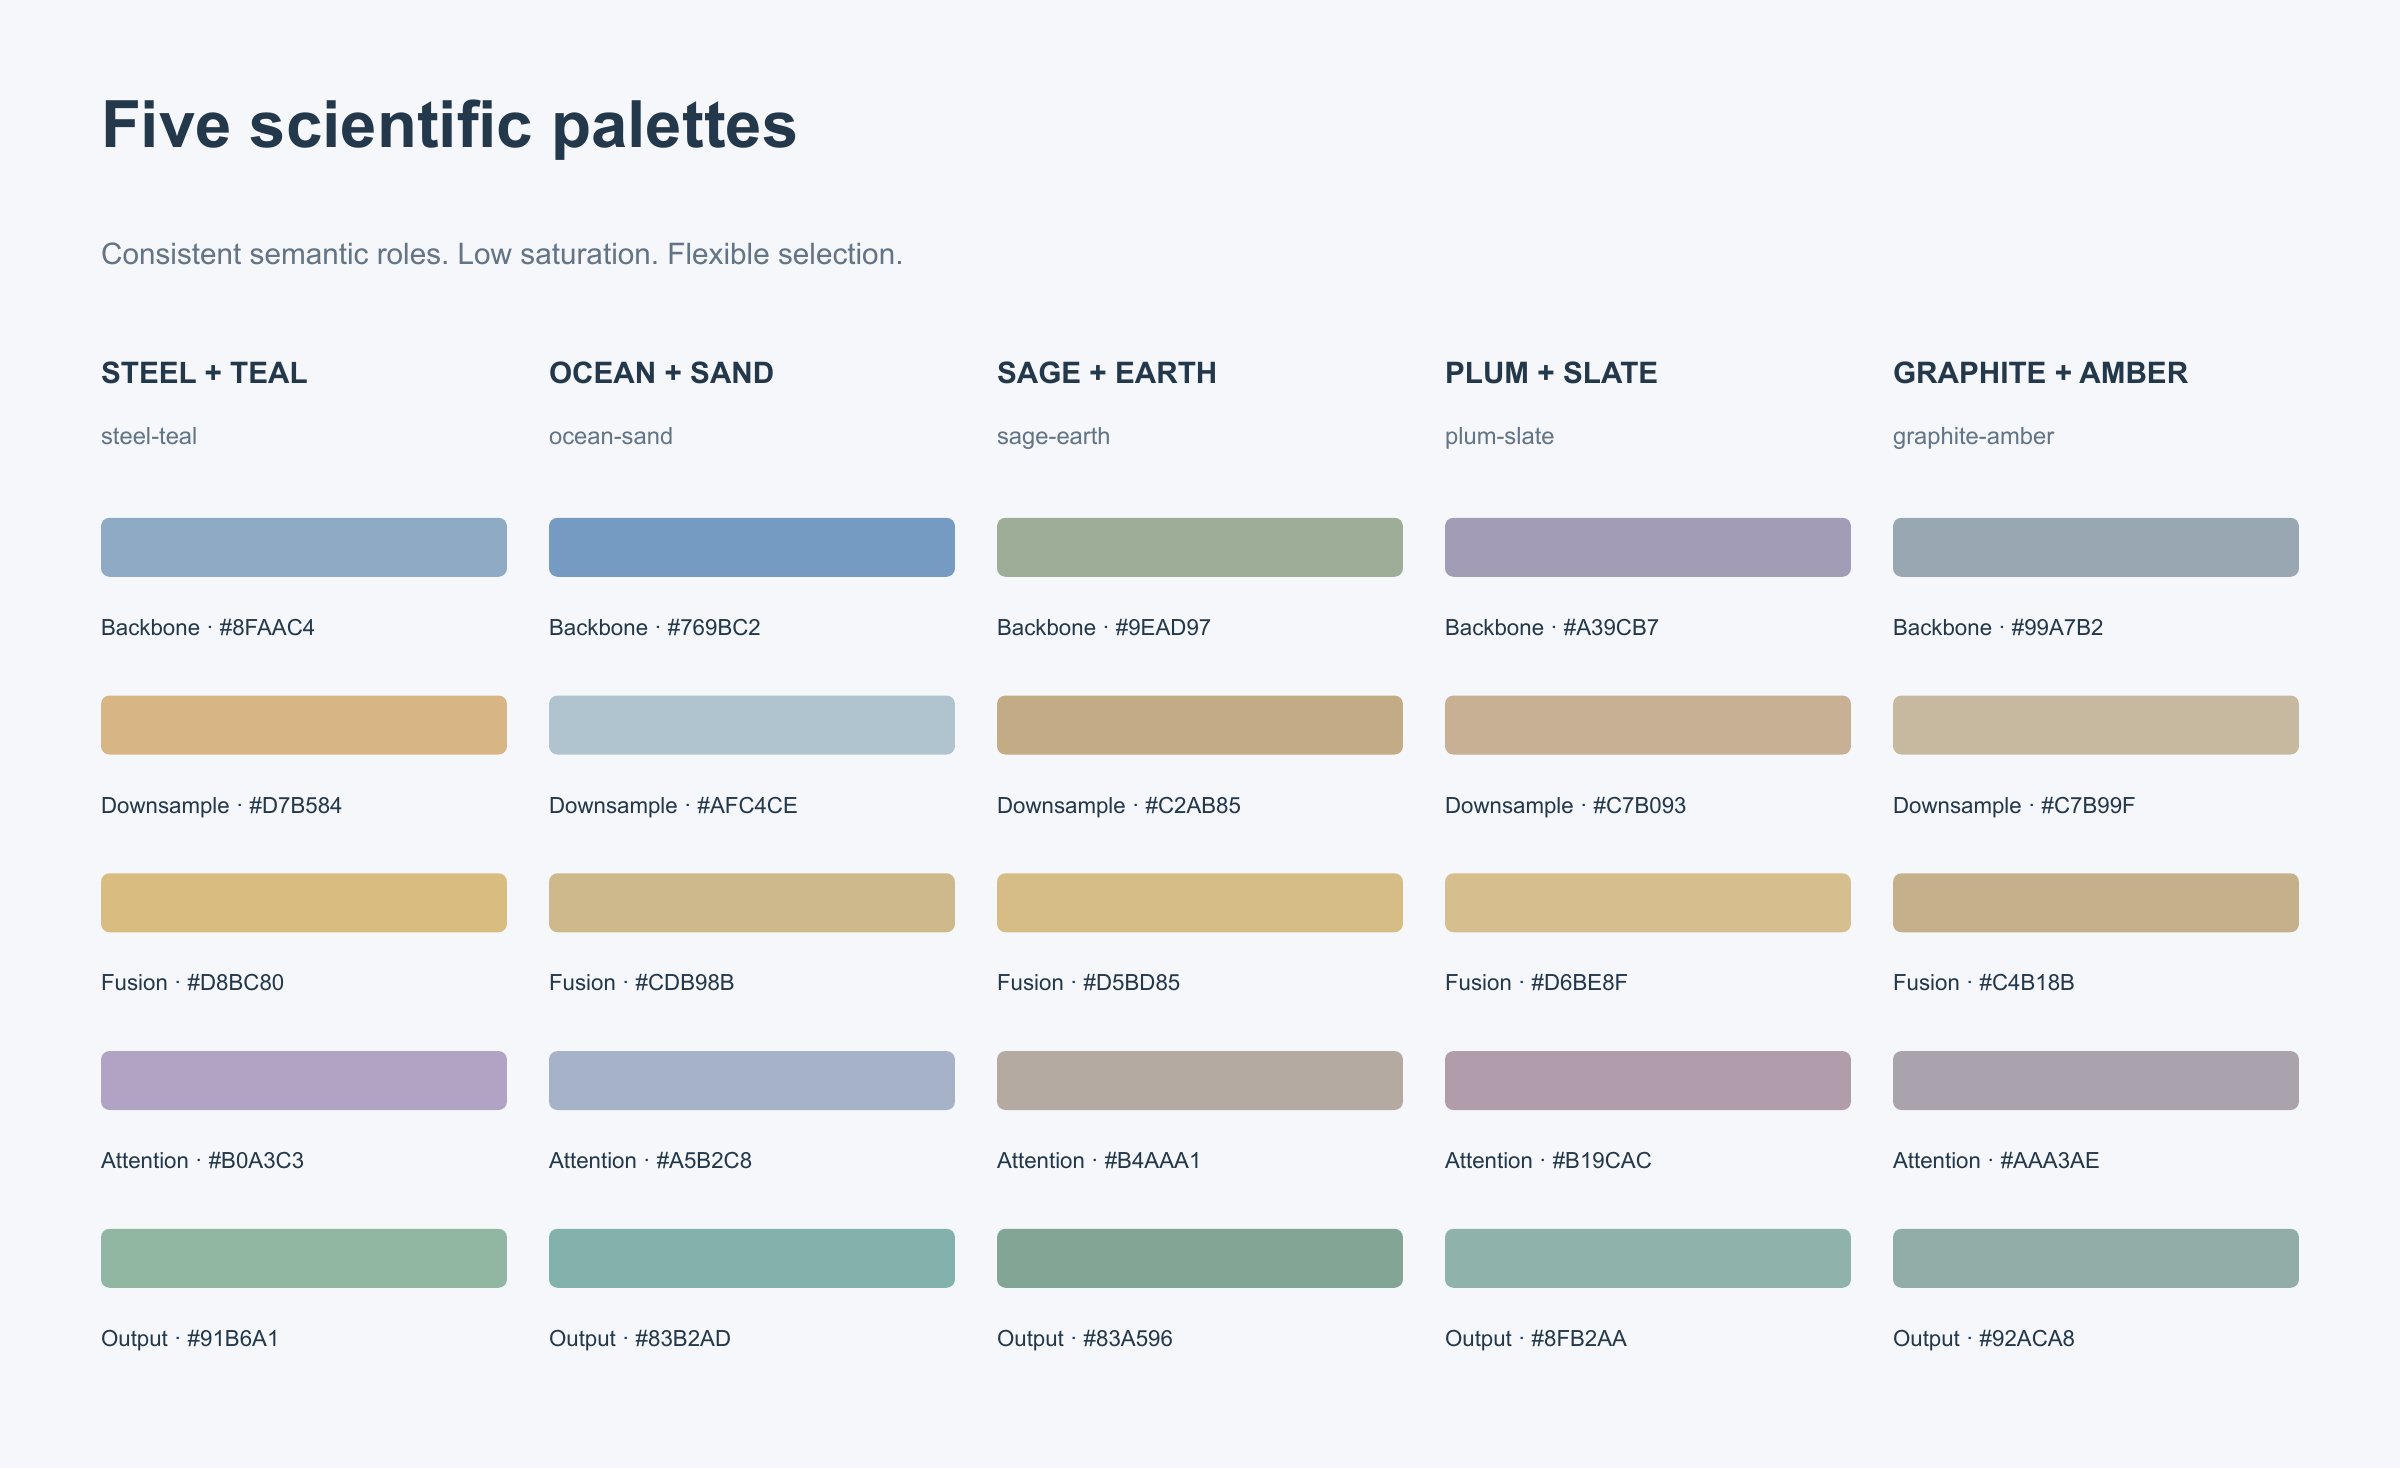 Five scientific palettes
Consistent semantic roles. Low saturation. Flexible selection.
STEEL + TEAL
steel-teal
Backbone · #8FAAC4
Downsample · #D7B584
Fusion · #D8BC80
Attention · #B0A3C3
Output · #91B6A1
OCEAN + SAND
ocean-sand
Backbone · #769BC2
Downsample · #AFC4CE
Fusion · #CDB98B
Attention · #A5B2C8
Output · #83B2AD
SAGE + EARTH
sage-earth
Backbone · #9EAD97
Downsample · #C2AB85
Fusion · #D5BD85
Attention · #B4AAA1
Output · #83A596
PLUM + SLATE
plum-slate
Backbone · #A39CB7
Downsample · #C7B093
Fusion · #D6BE8F
Attention · #B19CAC
Output · #8FB2AA
GRAPHITE + AMBER
graphite-amber
Backbone · #99A7B2
Downsample · #C7B99F
Fusion · #C4B18B
Attention · #AAA3AE
Output · #92ACA8